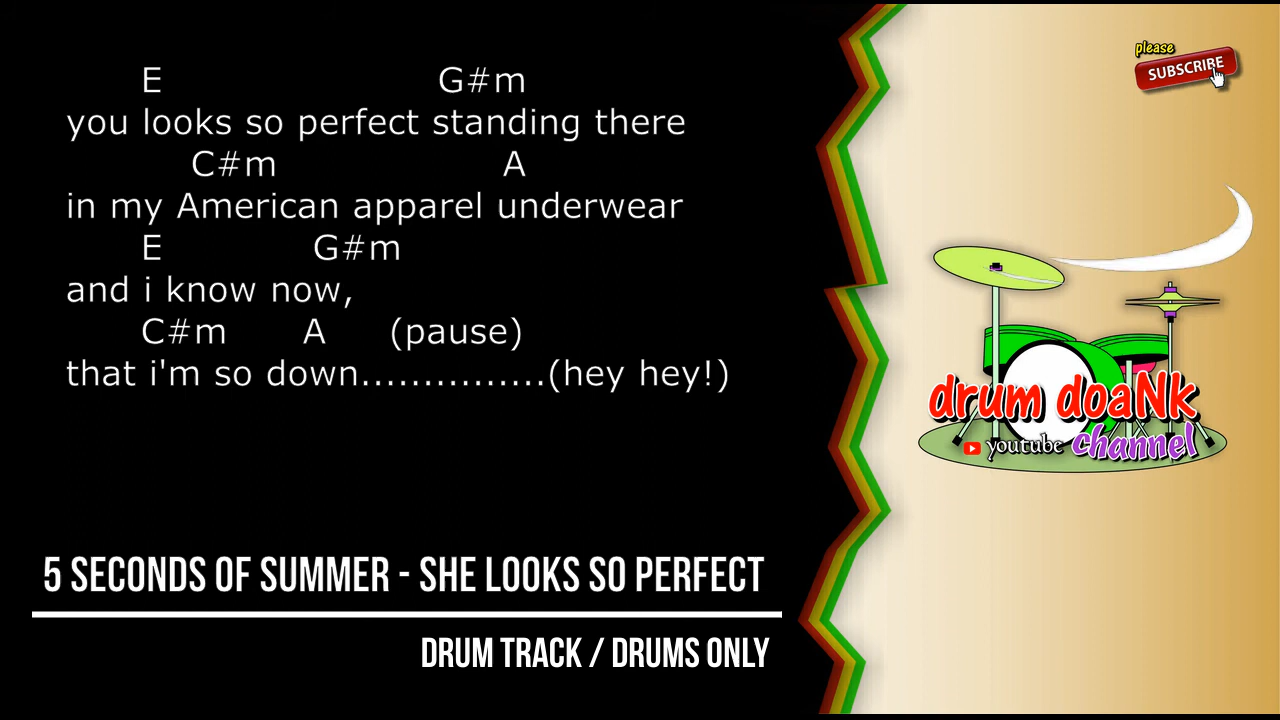 E G#m
you looks so perfect standing there
C#m A
in my American apparel underwear
E G#m
and i know now,
C#m A (pause)
that i'm so down...............(hey hey!)
5 SECONDS OF SUMMER - SHE LOOKS SO PERFECT
DRUM TRACK / DRUMS ONLY
please
SUBSCRIBE
drum doaNk
youtube channel